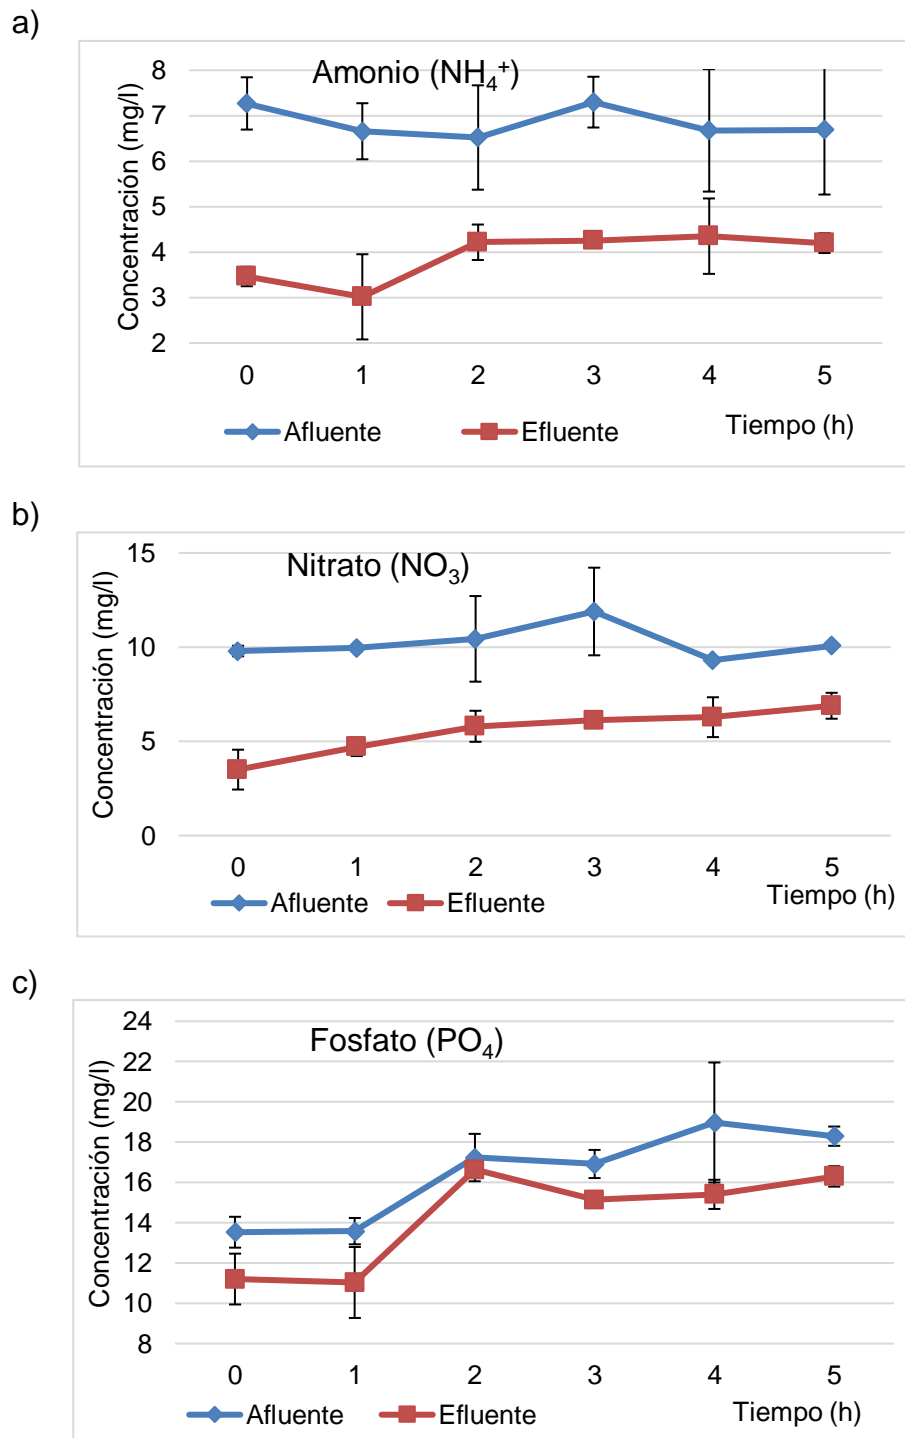 a)
Amonio (NH₄⁺)
Concentración (mg/l)
8
7
6
5
4
3
2
0 1 2 3 4 5
Tiempo (h)
Afluente Efluente
b)
Nitrato (NO₃)
Concentración (mg/l)
15
10
5
0
0 1 2 3 4 5
Tiempo (h)
Afluente Efluente
c)
Fosfato (PO₄)
Concentración (mg/l)
24
22
20
18
16
14
12
10
8
0 1 2 3 4 5
Tiempo (h)
Afluente Efluente